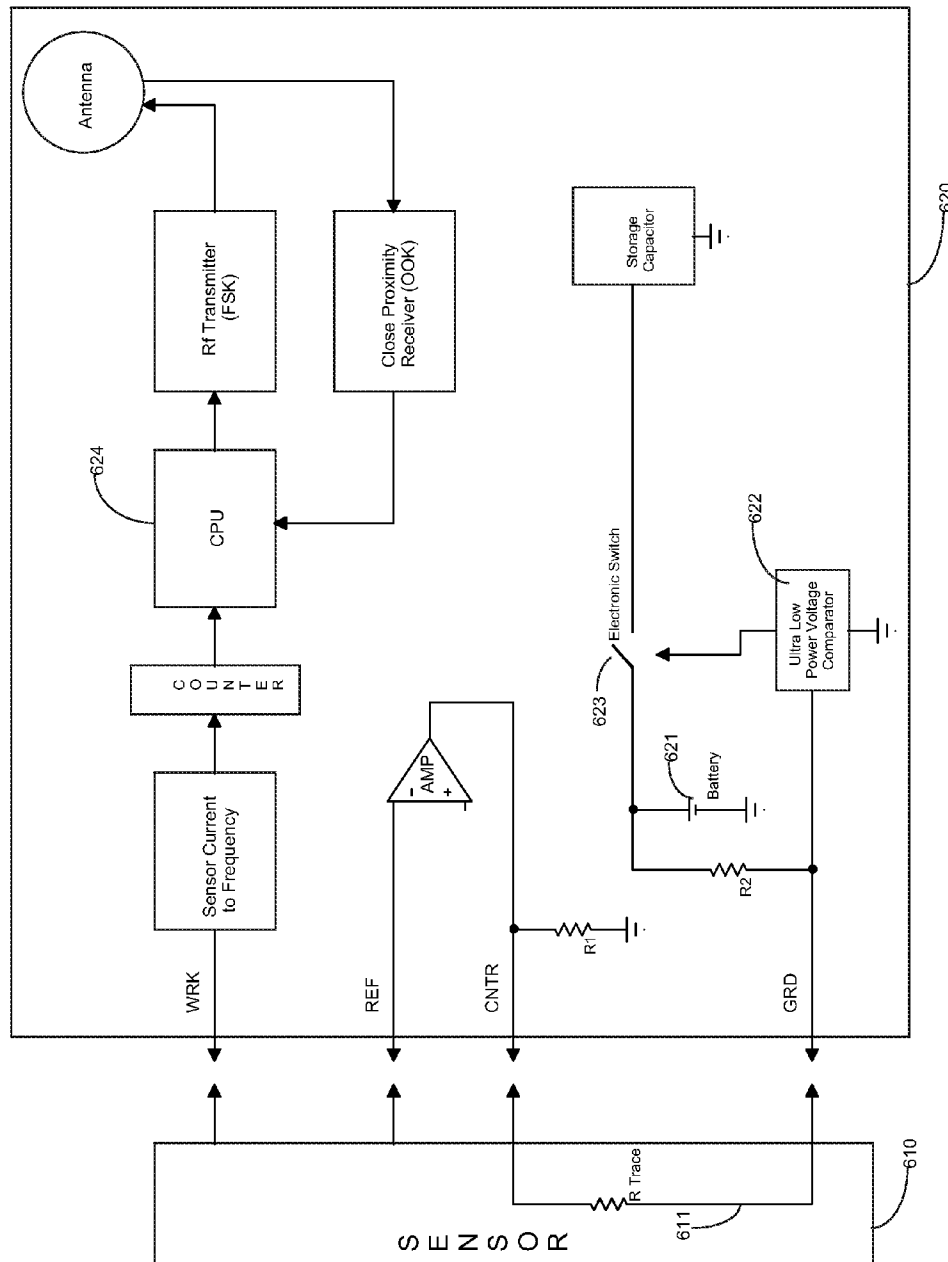 Antenna
Rf Transmitter
(FSK)
Close Proximity
Receiver (OOK)
624
CPU
COUNTER
Sensor Current
to Frequency
WRK
REF
CNTR
GRD
AMP
-
+
R1
R2
621
Battery
623
Electronic Switch
Storage
Capacitor
622
Ultra Low
Power Voltage
Comparator
620
SENSOR
R Trace
611
610